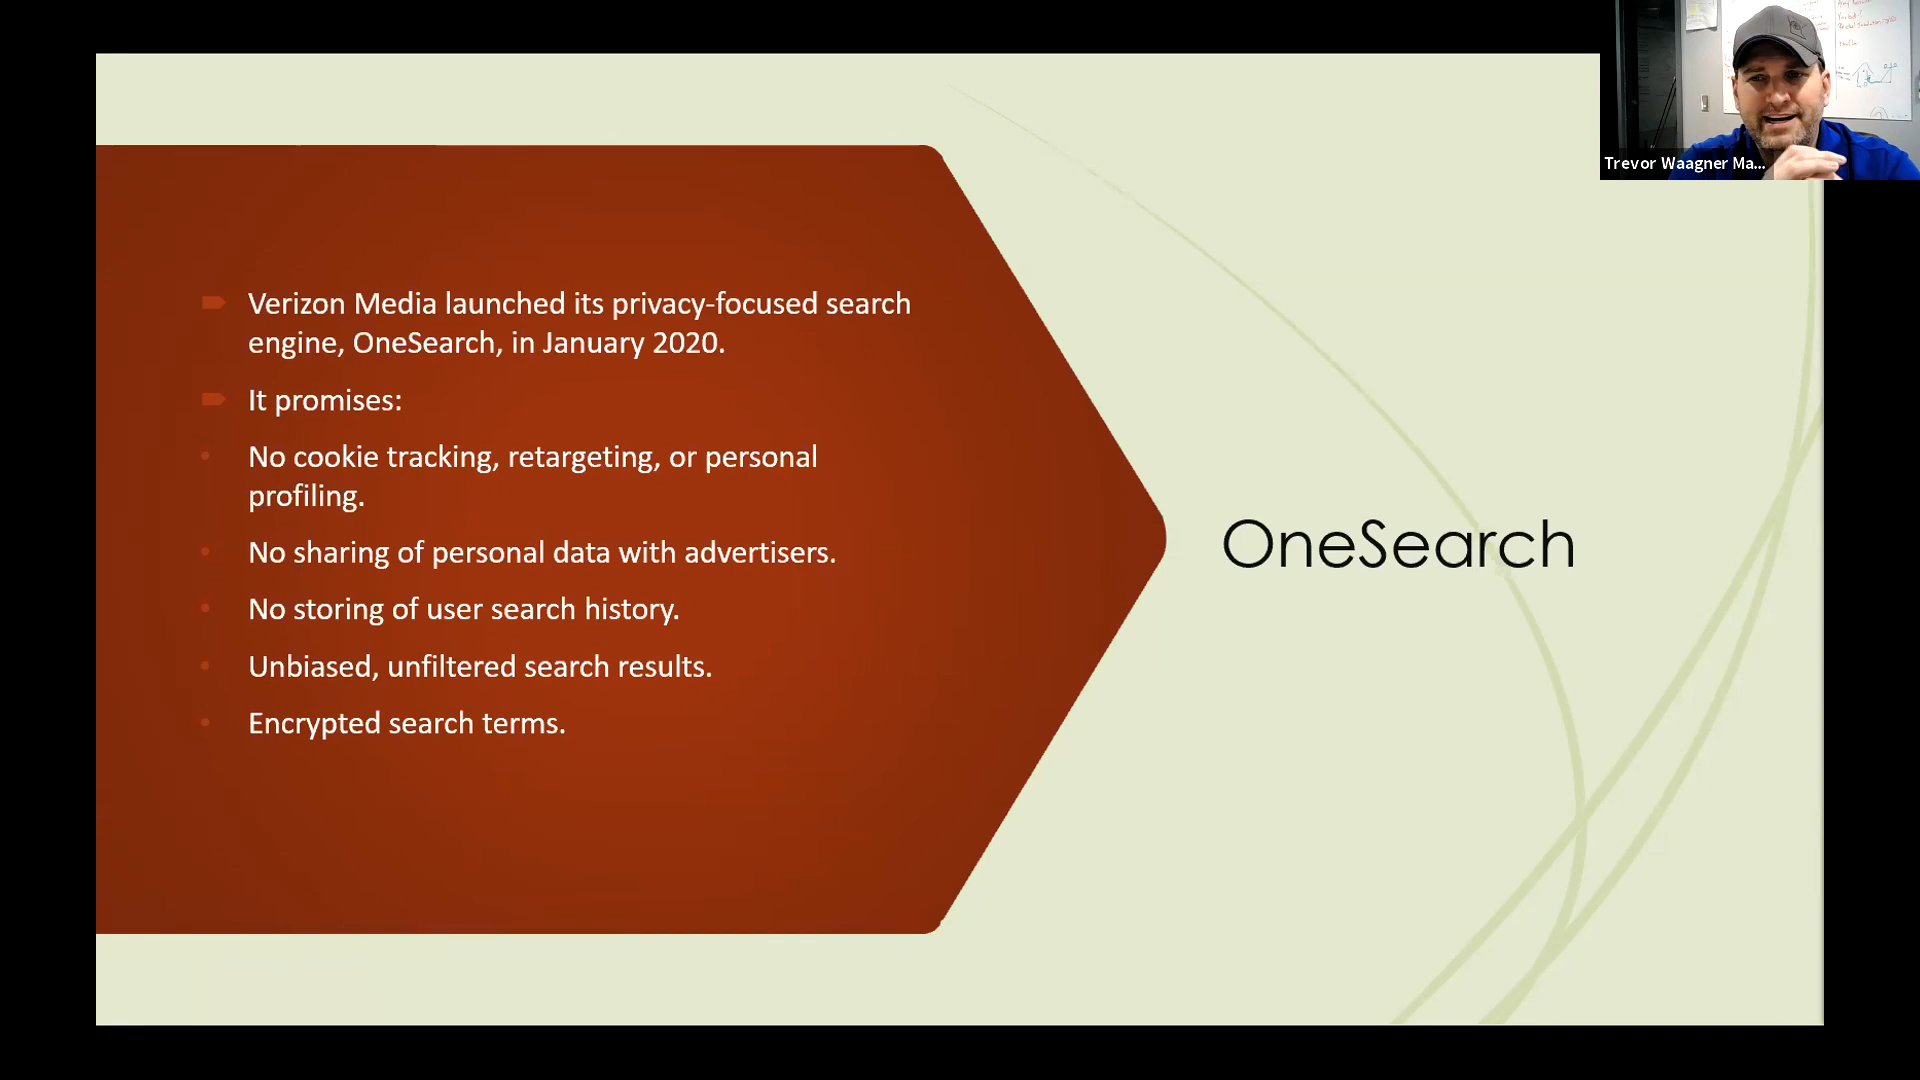 Trevor Waagner Ma...
Verizon Media launched its privacy-focused search
engine, OneSearch, in January 2020.
It promises:
No cookie tracking, retargeting, or personal
profiling.
No sharing of personal data with advertisers.
No storing of user search history.
Unbiased, unfiltered search results.
Encrypted search terms.
OneSearch